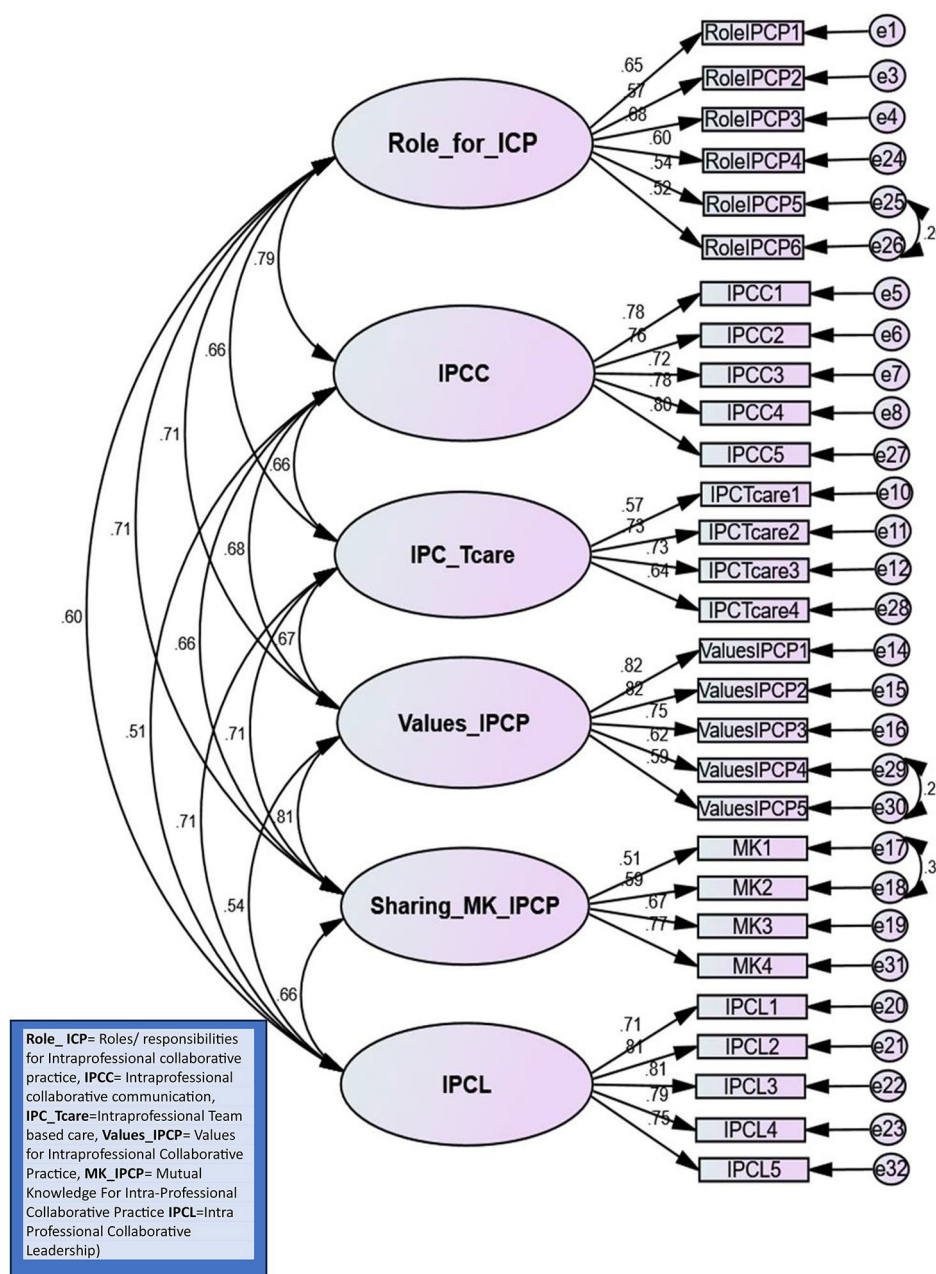 RoleIPCP1
e1
.65
RoleIPCP2
e3
.57
RoleIPCP3
e4
.68
Role_for_ICP
RoleIPCP4
e24
.60
RoleIPCP5
e25
.54
RoleIPCP6
e26
.52
.2
.79
IPCC1
e5
.78
IPCC2
e6
.76
IPCC
IPCC3
e7
.72
IPCC4
e8
.78
IPCC5
e27
.80
.66
.71
.66
IPCTcare1
e10
.57
IPCTcare2
e11
.73
IPC_Tcare
IPCTcare3
e12
.73
IPCTcare4
e28
.64
.71
.68
.60
.66
.67
ValuesIPCP1
e14
.82
ValuesIPCP2
e15
.82
Values_IPCP
ValuesIPCP3
e16
.75
ValuesIPCP4
e29
.62
ValuesIPCP5
e30
.59
.2
.51
.71
.71
.81
MK1
e17
.51
MK2
e18
.59
.3
Sharing_MK_IPCP
MK3
e19
.67
MK4
e31
.77
.54
.66
IPCL1
e20
.71
IPCL2
e21
.81
IPCL
IPCL3
e22
.81
IPCL4
e23
.79
IPCL5
e32
.75
Role_ ICP= Roles/ responsibilities
for Intraprofessional collaborative
practice, IPCC= Intraprofessional
collaborative communication,
IPC_Tcare=Intraprofessional Team
based care, Values_IPCP= Values
for Intraprofessional Collaborative
Practice, MK_IPCP= Mutual
Knowledge For Intra-Professional
Collaborative Practice IPCL=Intra
Professional Collaborative
Leadership)